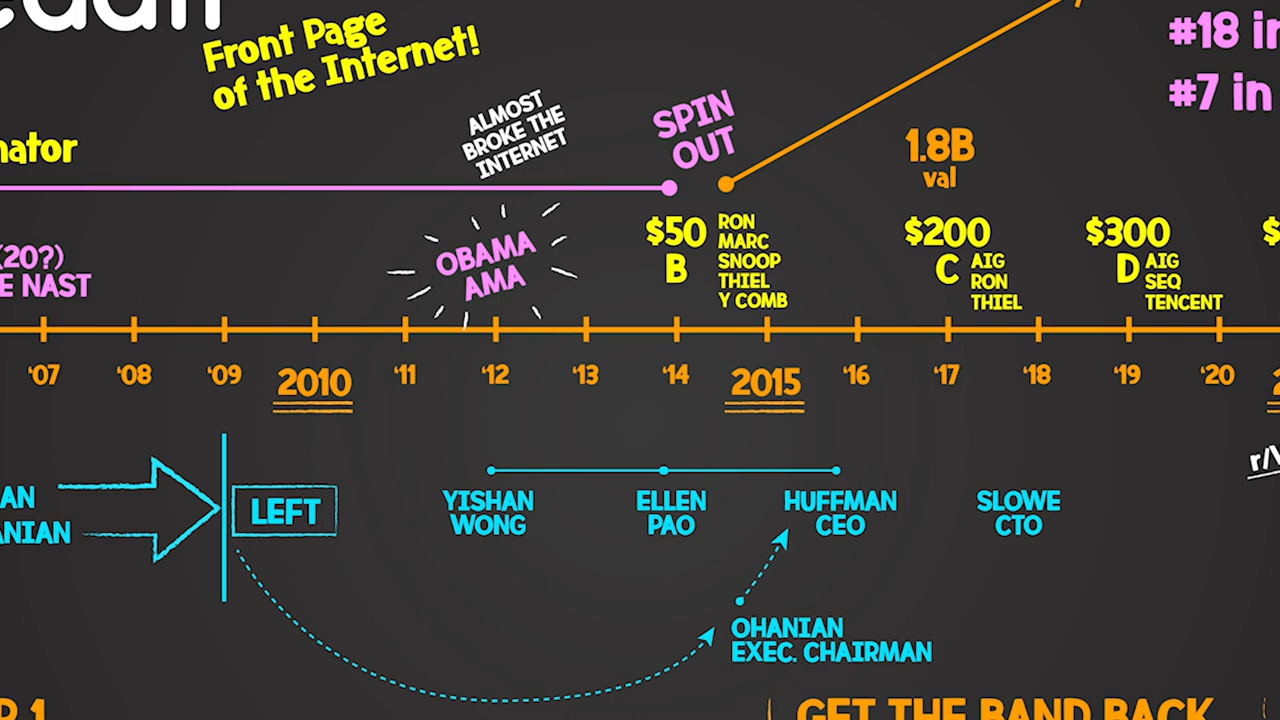 Front Page
of the Internet!
#18 in
#7 in
ALMOST
BROKE THE
INTERNET
SPIN
OUT
1.8B
val
OBAMA
AMA
(20?)
NAST
$50
B
RON
MARC
SNOOP
THIEL
Y COMB
$200
C
AIG
RON
THIEL
$300
D
AIG
SEQ
TENCENT
$
'07 '08 '09 2010 '11 '12 '13 '14 2015 '16 '17 '18 '19 '20
LEFT
YISHAN
WONG
ELLEN
PAO
HUFFMAN
CEO
SLOWE
CTO
OHANIAN
EXEC. CHAIRMAN
GET THE BAND BACK